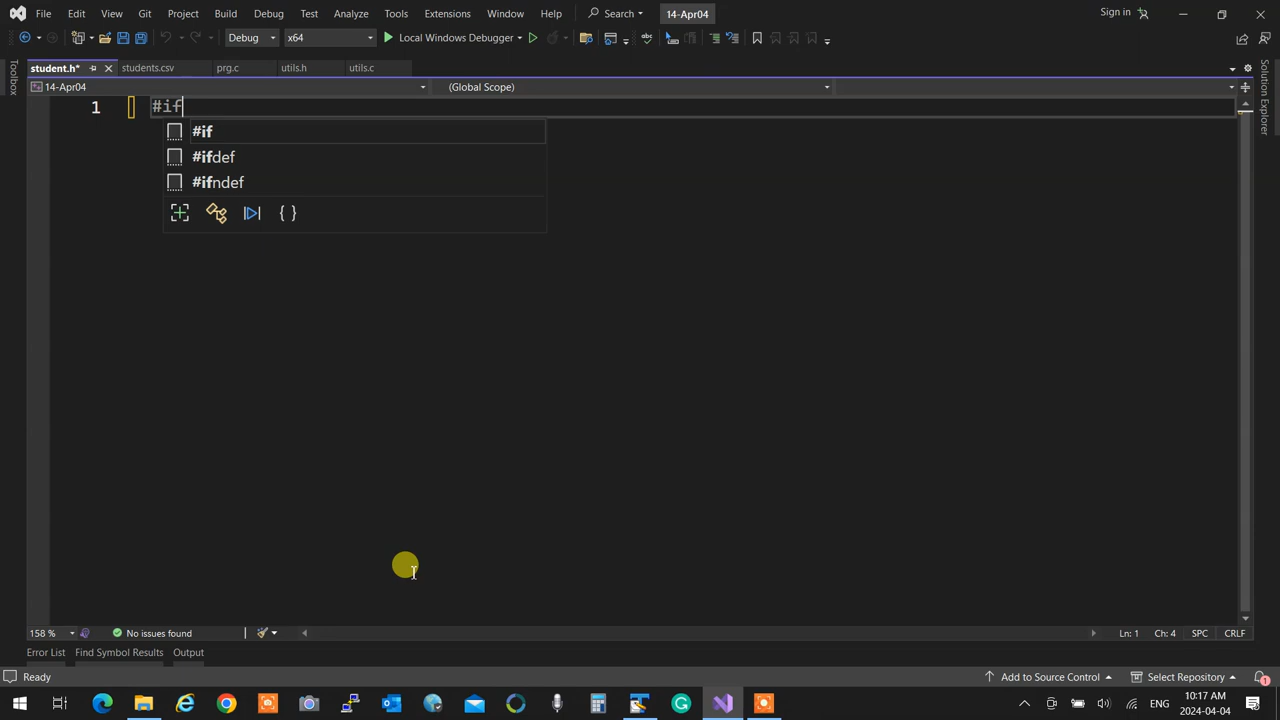 File Edit View Git Project Build Debug Test Analyze Tools Extensions Window Help Search 14-Apr04 Sign in
Debug x64 Local Windows Debugger
student.h* students.csv prg.c utils.h utils.c
14-Apr04 (Global Scope)
1 #if
#if
#ifdef
#ifndef
Toolbox
Solution Explorer
158 % No issues found Ln: 1 Ch: 4 SPC CRLF
Error List Find Symbol Results Output
Ready Add to Source Control Select Repository 1
ENG 10:17 AM
2024-04-04